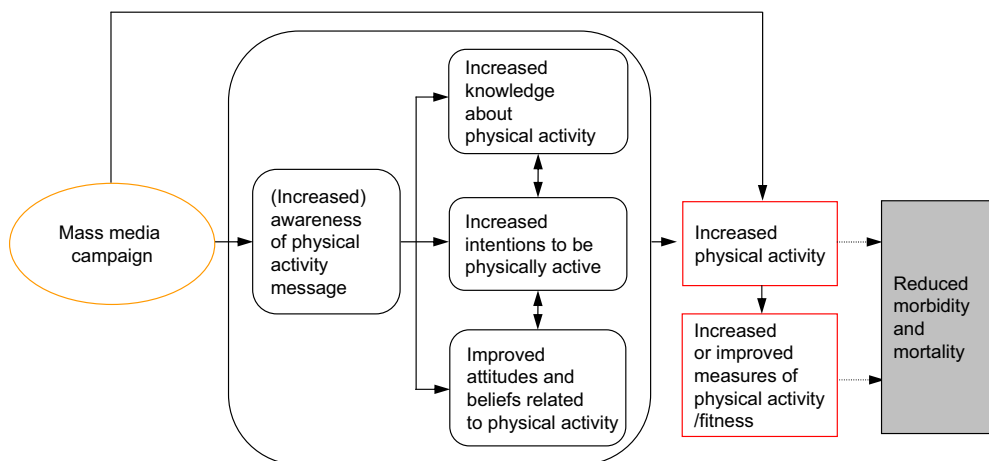 Mass media
campaign
(Increased)
awareness
of physical
activity
message
Increased
knowledge
about
physical activity
Increased
intentions to be
physically active
Improved
attitudes and
beliefs related
to physical activity
Increased
physical activity
Increased
or improved
measures of
physical activity
/fitness
Reduced
morbidity
and
mortality